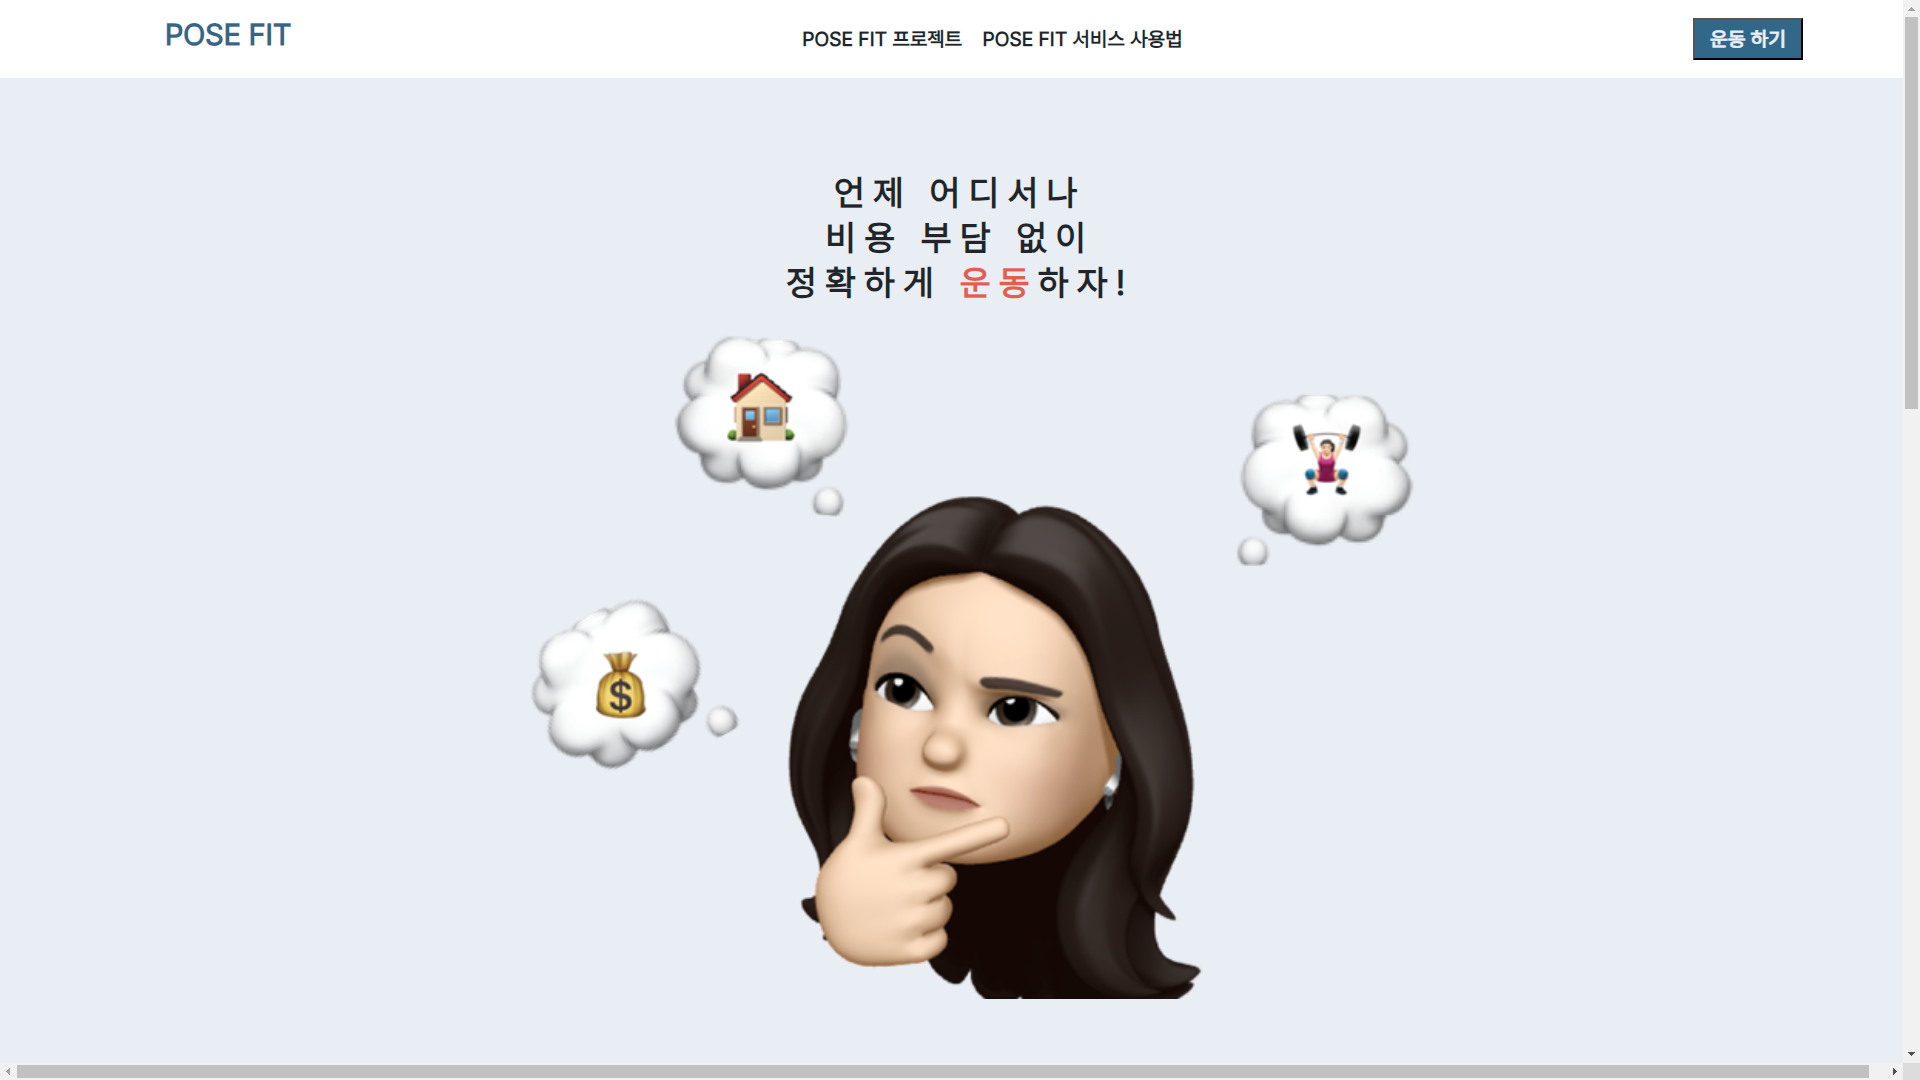 POSE FIT
POSE FIT 프로젝트
POSE FIT 서비스 사용법
운동 하기
언제 어디서나
비용 부담 없이
정확하게 운동하자!
$